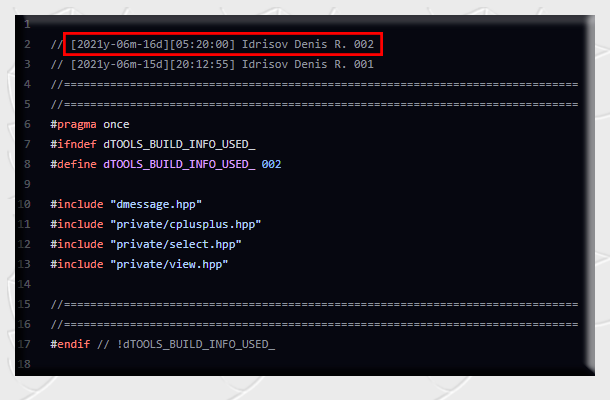 1
2 // [2021y-06m-16d][05:20:00] Idrisov Denis R. 002
3 // [2021y-06m-15d][20:12:55] Idrisov Denis R. 001
4 //==============================================================================
5 //==============================================================================
6 #pragma once
7 #ifndef dTOOLS_BUILD_INFO_USED_
8 #define dTOOLS_BUILD_INFO_USED_ 002
9
10 #include "dmessage.hpp"
11 #include "private/cplusplus.hpp"
12 #include "private/select.hpp"
13 #include "private/view.hpp"
14
15 //==============================================================================
16 //==============================================================================
17 #endif // !dTOOLS_BUILD_INFO_USED_
18